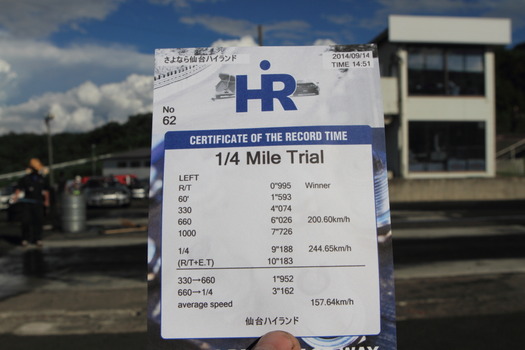 さよなら仙台ハイランド
2014/09/14
TIME 14:51
HiR
No
62
CERTIFICATE OF THE RECORD TIME
1/4 Mile Trial
LEFT
R/T 0"995 Winner
60' 1"593
330 4"074
660 6"026 200.60km/h
1000 7"726
1/4 9"188 244.65km/h
(R/T+E.T) 10"183
330→660 1"952
660→1/4 3"162
average speed 157.64km/h
仙台ハイランド